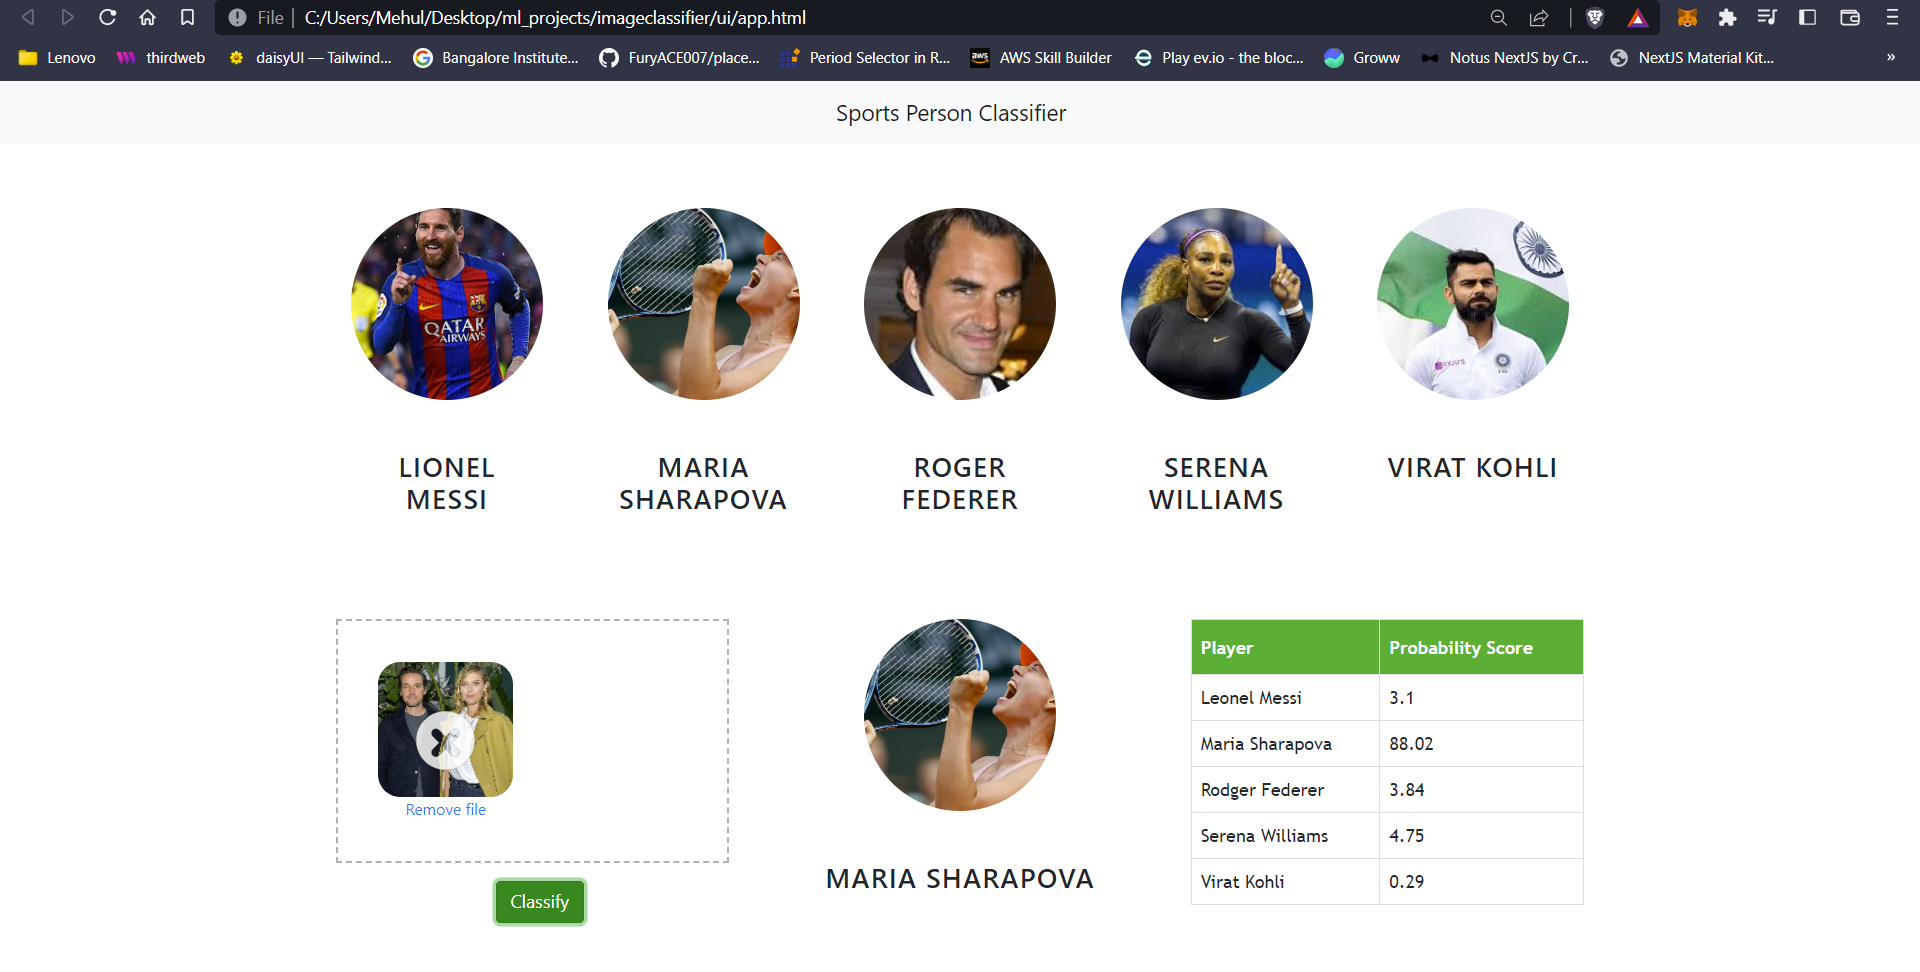 File | C:/Users/Mehul/Desktop/ml_projects/imageclassifier/ui/app.html
Lenovo thirdweb daisyUI — Tailwind... Bangalore Institute... FuryACE007/place... Period Selector in R... aws AWS Skill Builder Play ev.io - the bloc... Groww Notus NextJS by Cr... NextJS Material Kit... »
Sports Person Classifier
QATAR
AIRWAYS
BYJU'S
LIONEL
MESSI
MARIA
SHARAPOVA
ROGER
FEDERER
SERENA
WILLIAMS
VIRAT KOHLI
Remove file
Classify
MARIA SHARAPOVA
Player Probability Score
Leonel Messi 3.1
Maria Sharapova 88.02
Rodger Federer 3.84
Serena Williams 4.75
Virat Kohli 0.29